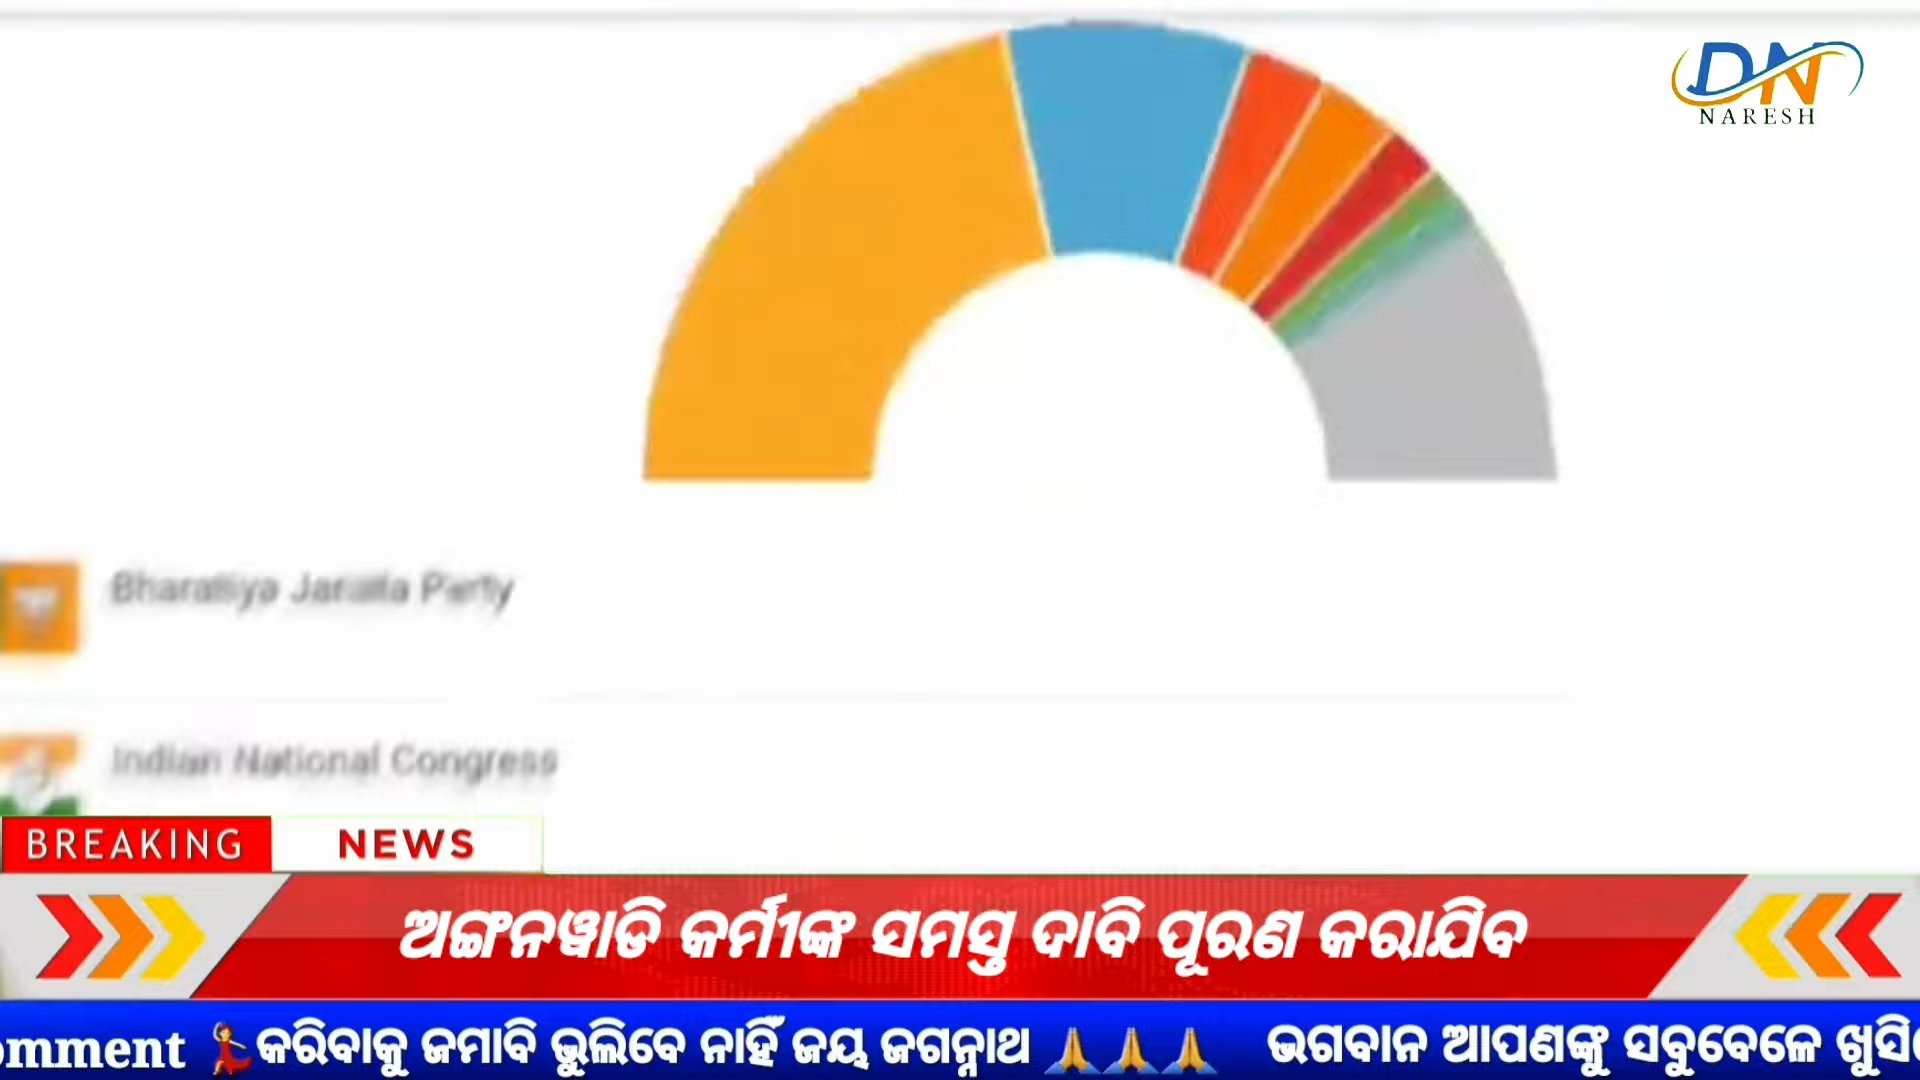 DN
NARESH
Bharatiya Janata Party
Indian National Congress
BREAKING NEWS
ଅଙ୍ଗନୱାଡି କର୍ମୀଙ୍କ ସମସ୍ତ ଦାବି ପୂରଣ କରାଯିବ
omment 💃କରିବାକୁ ଜମାବି ଭୁଲିବେ ନାହିଁ ଜୟ ଜଗନ୍ନାଥ 🙏🙏🙏 ଭଗବାନ ଆପଣଙ୍କୁ ସବୁବେଳେ ଖୁସି